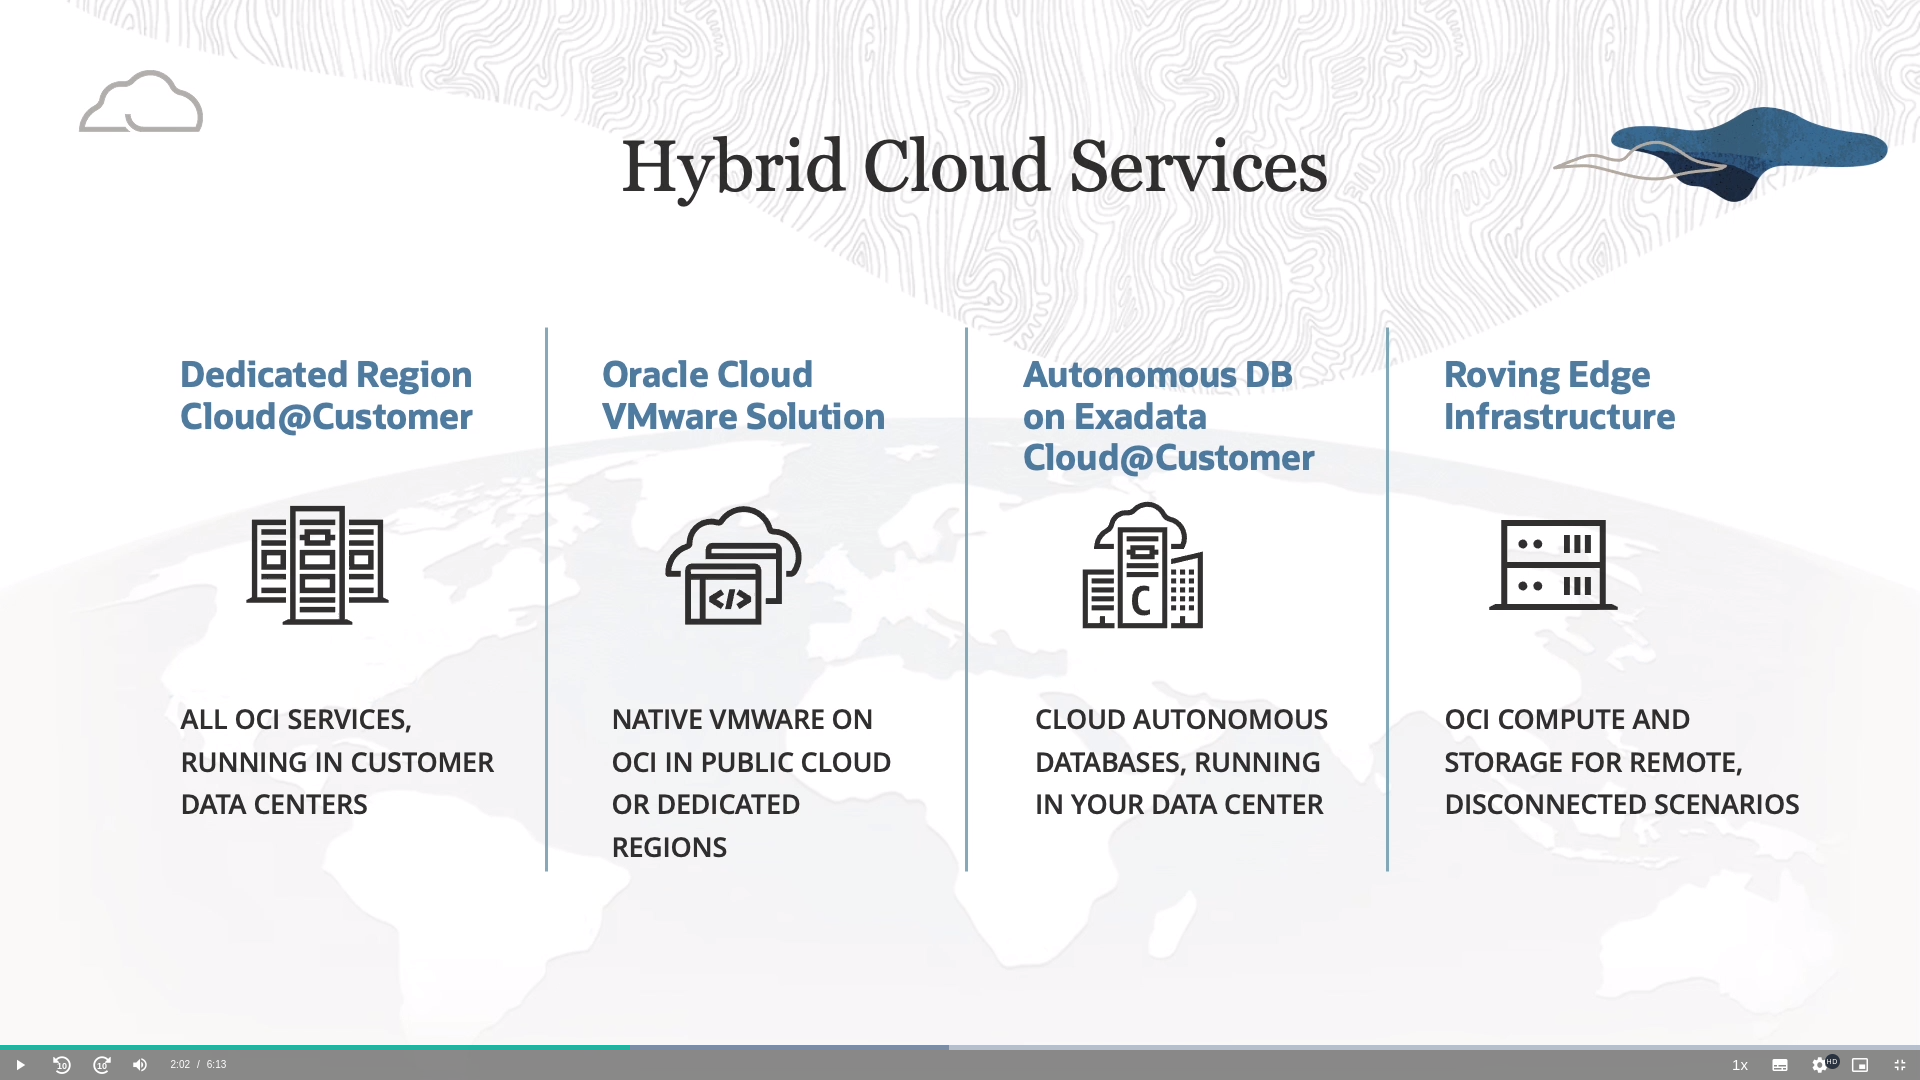 Hybrid Cloud Services
Dedicated Region
Cloud@Customer
ALL OCI SERVICES,
RUNNING IN CUSTOMER
DATA CENTERS
Oracle Cloud
VMware Solution
</>
NATIVE VMWARE ON
OCI IN PUBLIC CLOUD
OR DEDICATED
REGIONS
Autonomous DB
on Exadata
Cloud@Customer
C
CLOUD AUTONOMOUS
DATABASES, RUNNING
IN YOUR DATA CENTER
Roving Edge
Infrastructure
OCI COMPUTE AND
STORAGE FOR REMOTE,
DISCONNECTED SCENARIOS
10 10 2:02 / 6:13 1x HD